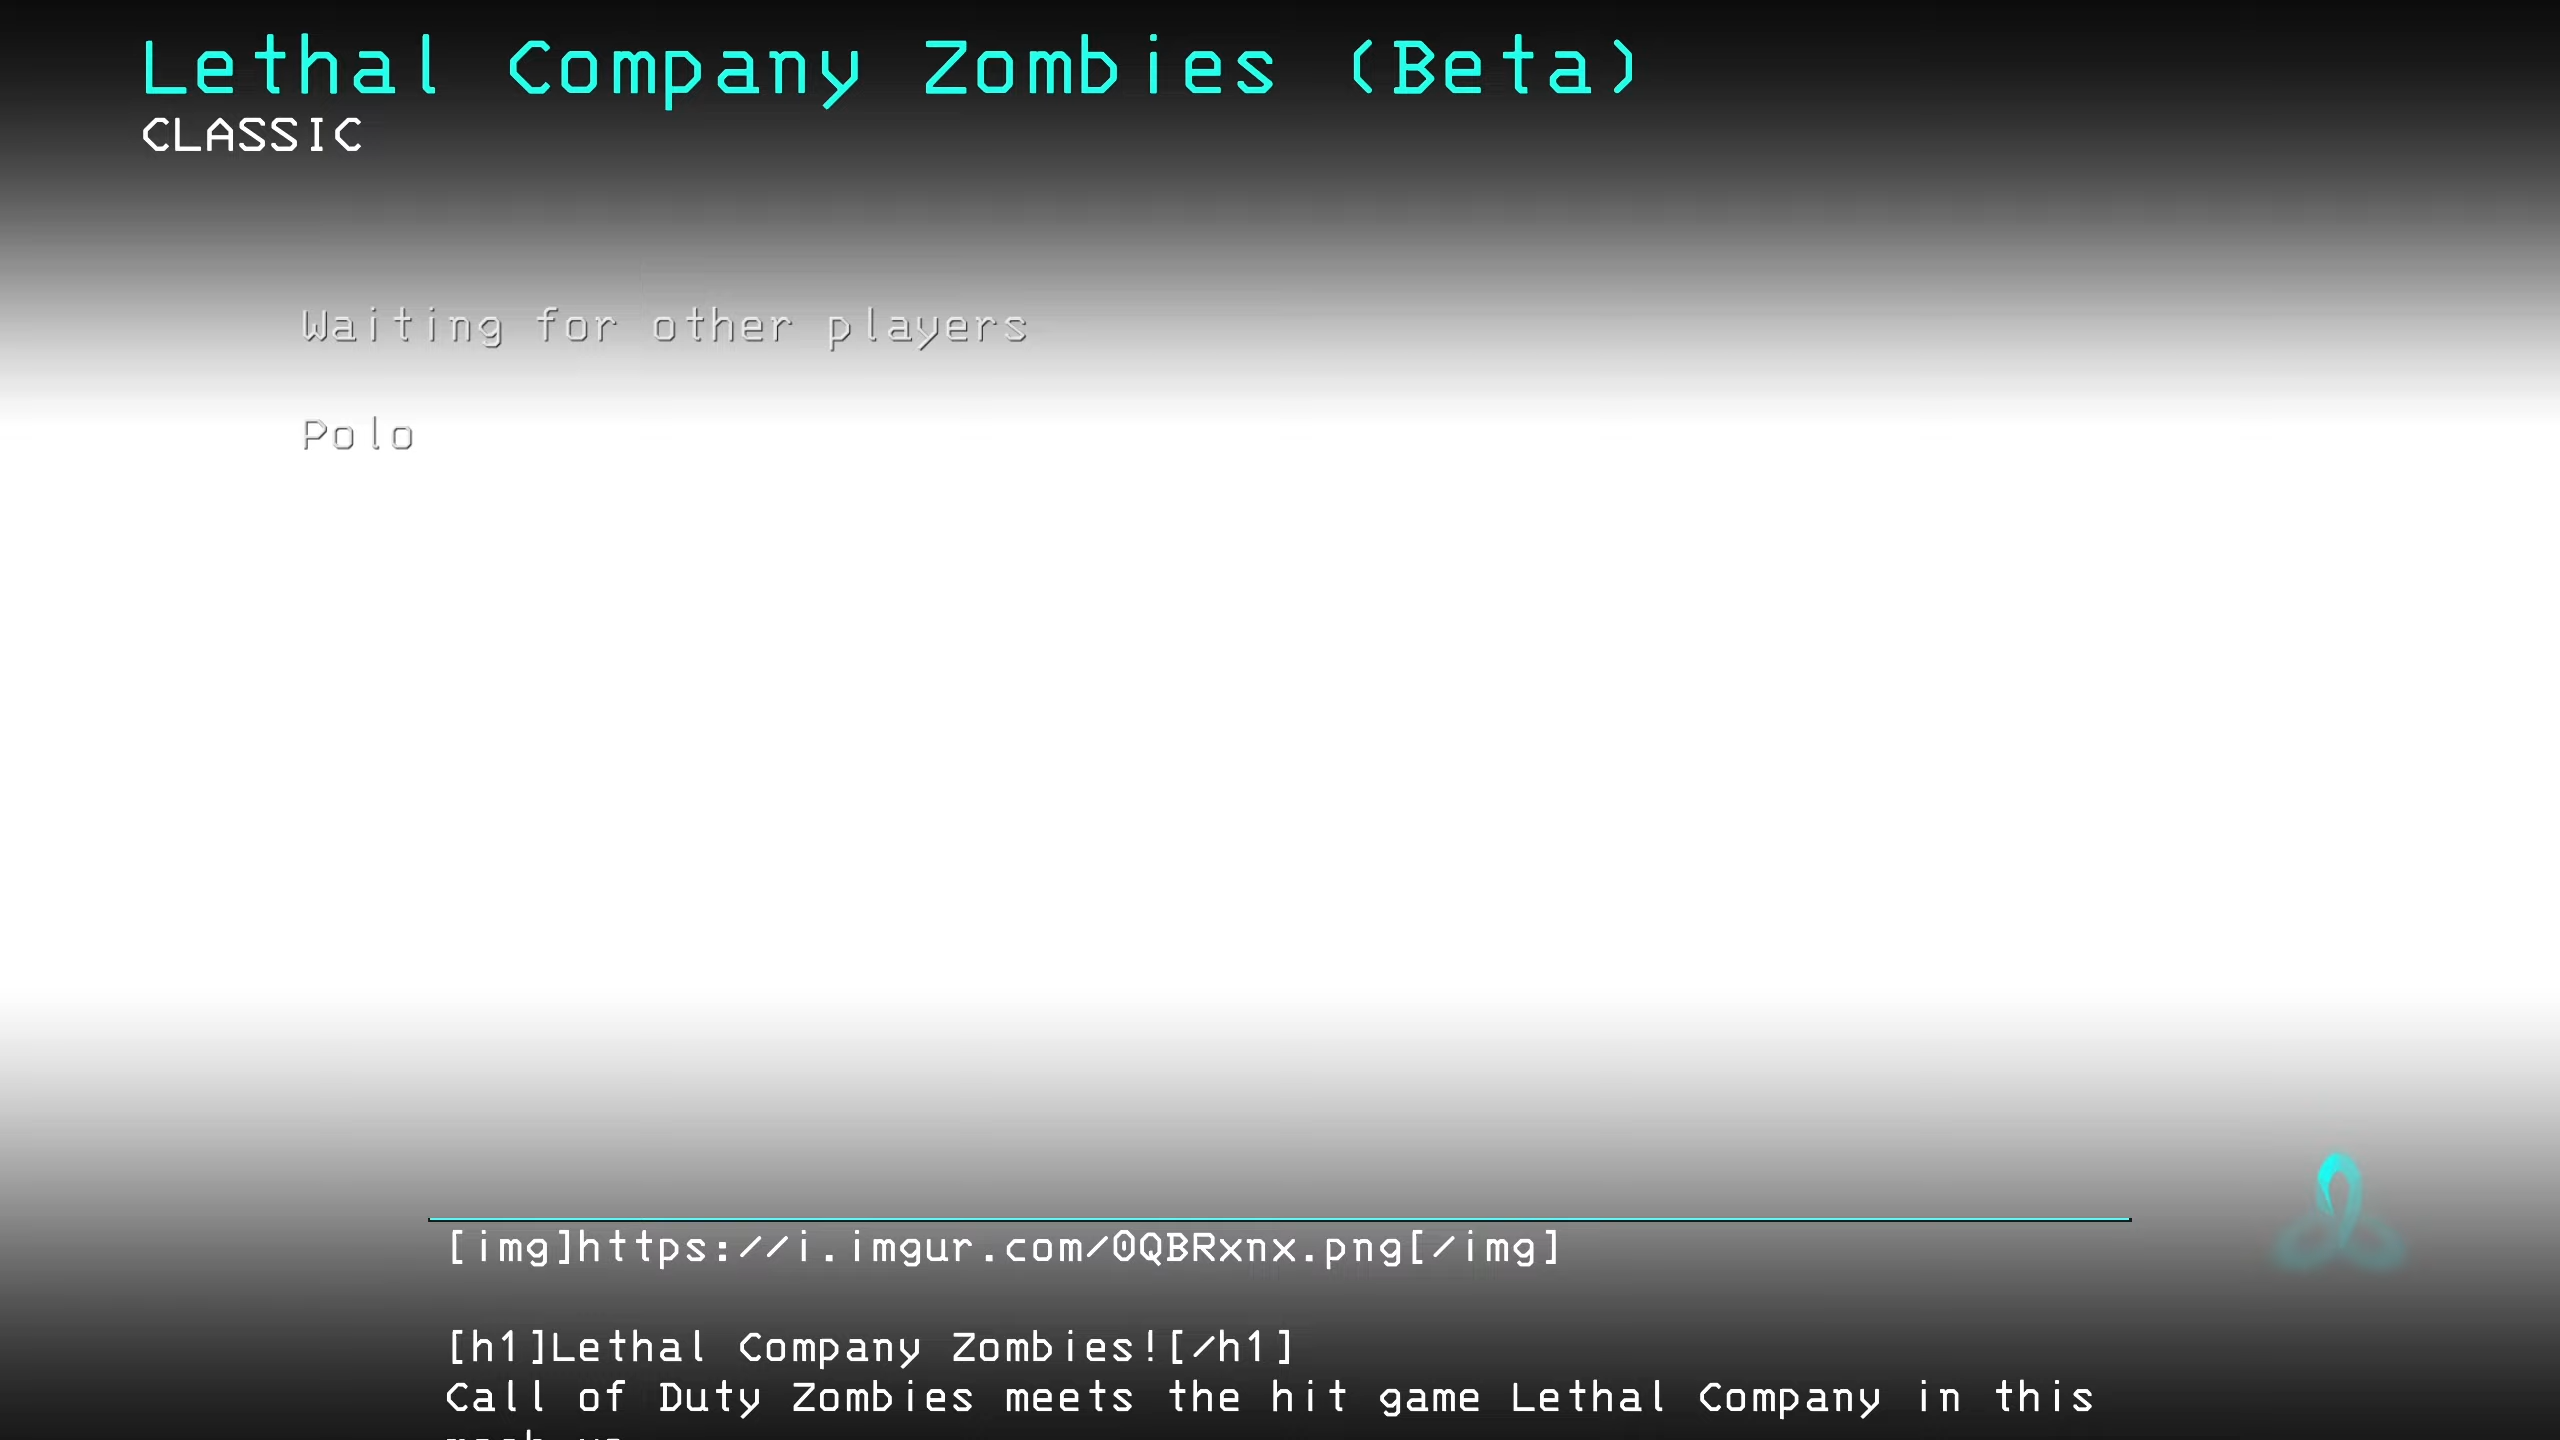 Lethal Company Zombies (Beta)
CLASSIC
Waiting for other players
Polo
[img]https://i.imgur.com/0QBRxnx.png[/img]
[h1]Lethal Company Zombies![/h1]
Call of Duty Zombies meets the hit game Lethal Company in this